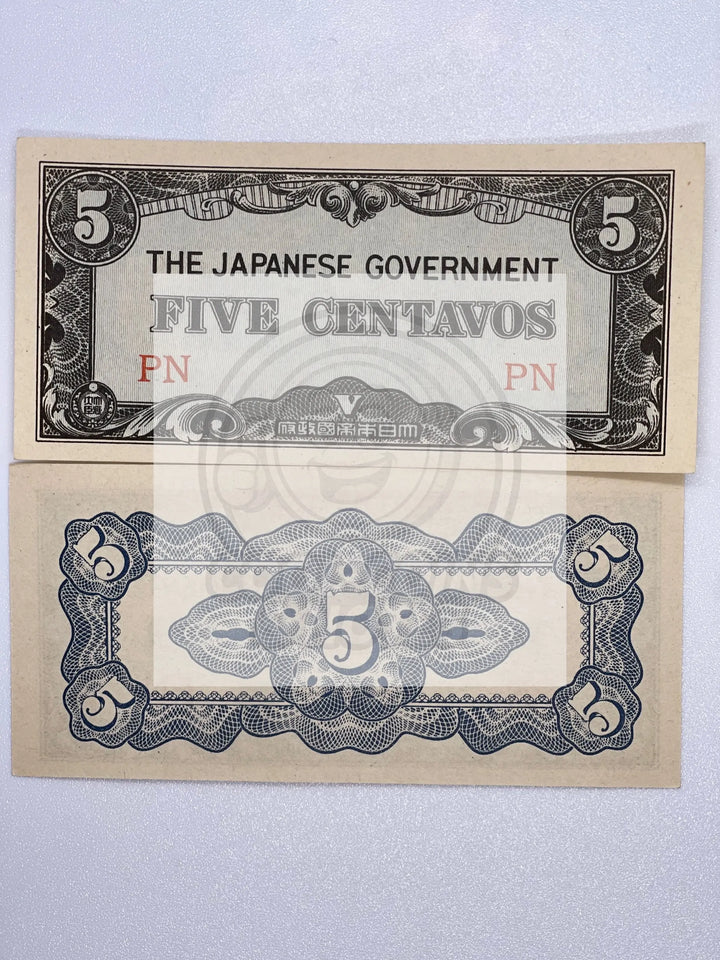 5 5
THE JAPANESE GOVERNMENT
FIVE CENTAVOS
PN PN
V
府政國帝本日大
5 5
5
5 5